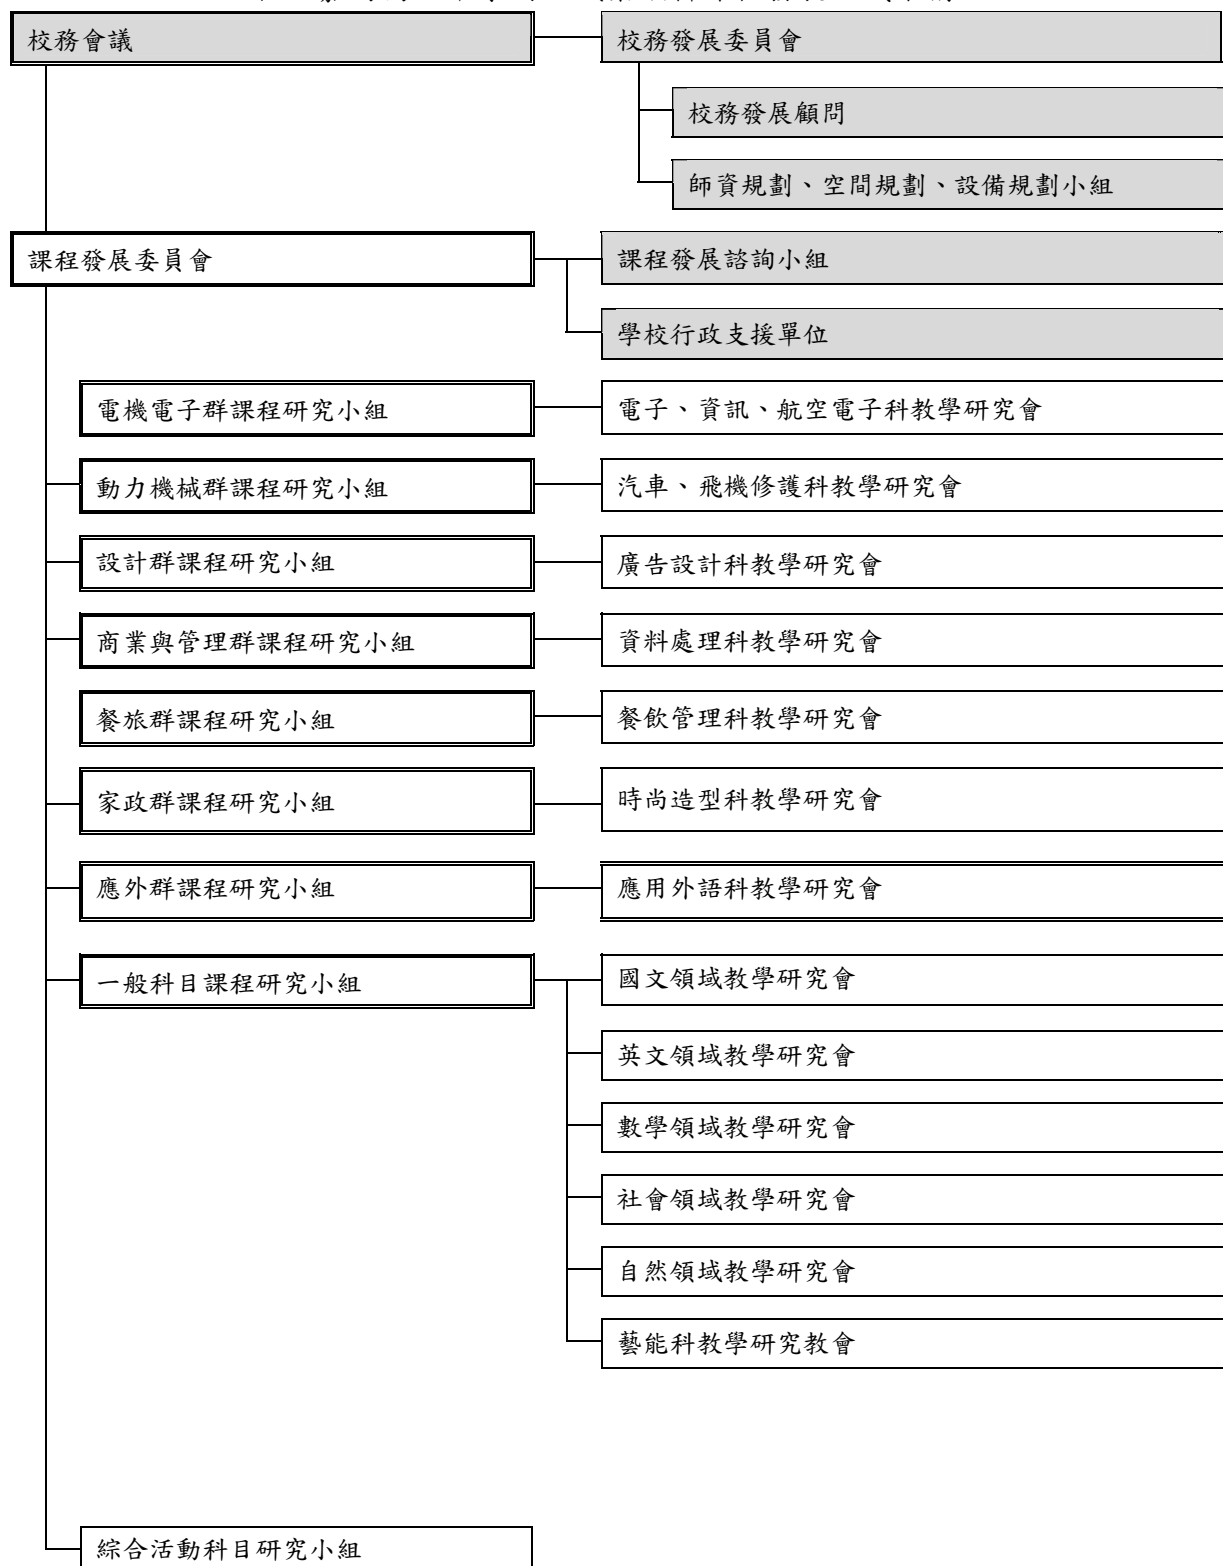 校務會議
校務發展委員會
校務發展顧問
師資規劃、空間規劃、設備規劃小組
課程發展委員會
課程發展諮詢小組
學校行政支援單位
電機電子群課程研究小組
電子、資訊、航空電子科教學研究會
動力機械群課程研究小組
汽車、飛機修護科教學研究會
設計群課程研究小組
廣告設計科教學研究會
商業與管理群課程研究小組
資料處理科教學研究會
餐旅群課程研究小組
餐飲管理科教學研究會
家政群課程研究小組
時尚造型科教學研究會
應外群課程研究小組
應用外語科教學研究會
一般科目課程研究小組
國文領域教學研究會
英文領域教學研究會
數學領域教學研究會
社會領域教學研究會
自然領域教學研究會
藝能科教學研究教會
綜合活動科目研究小組